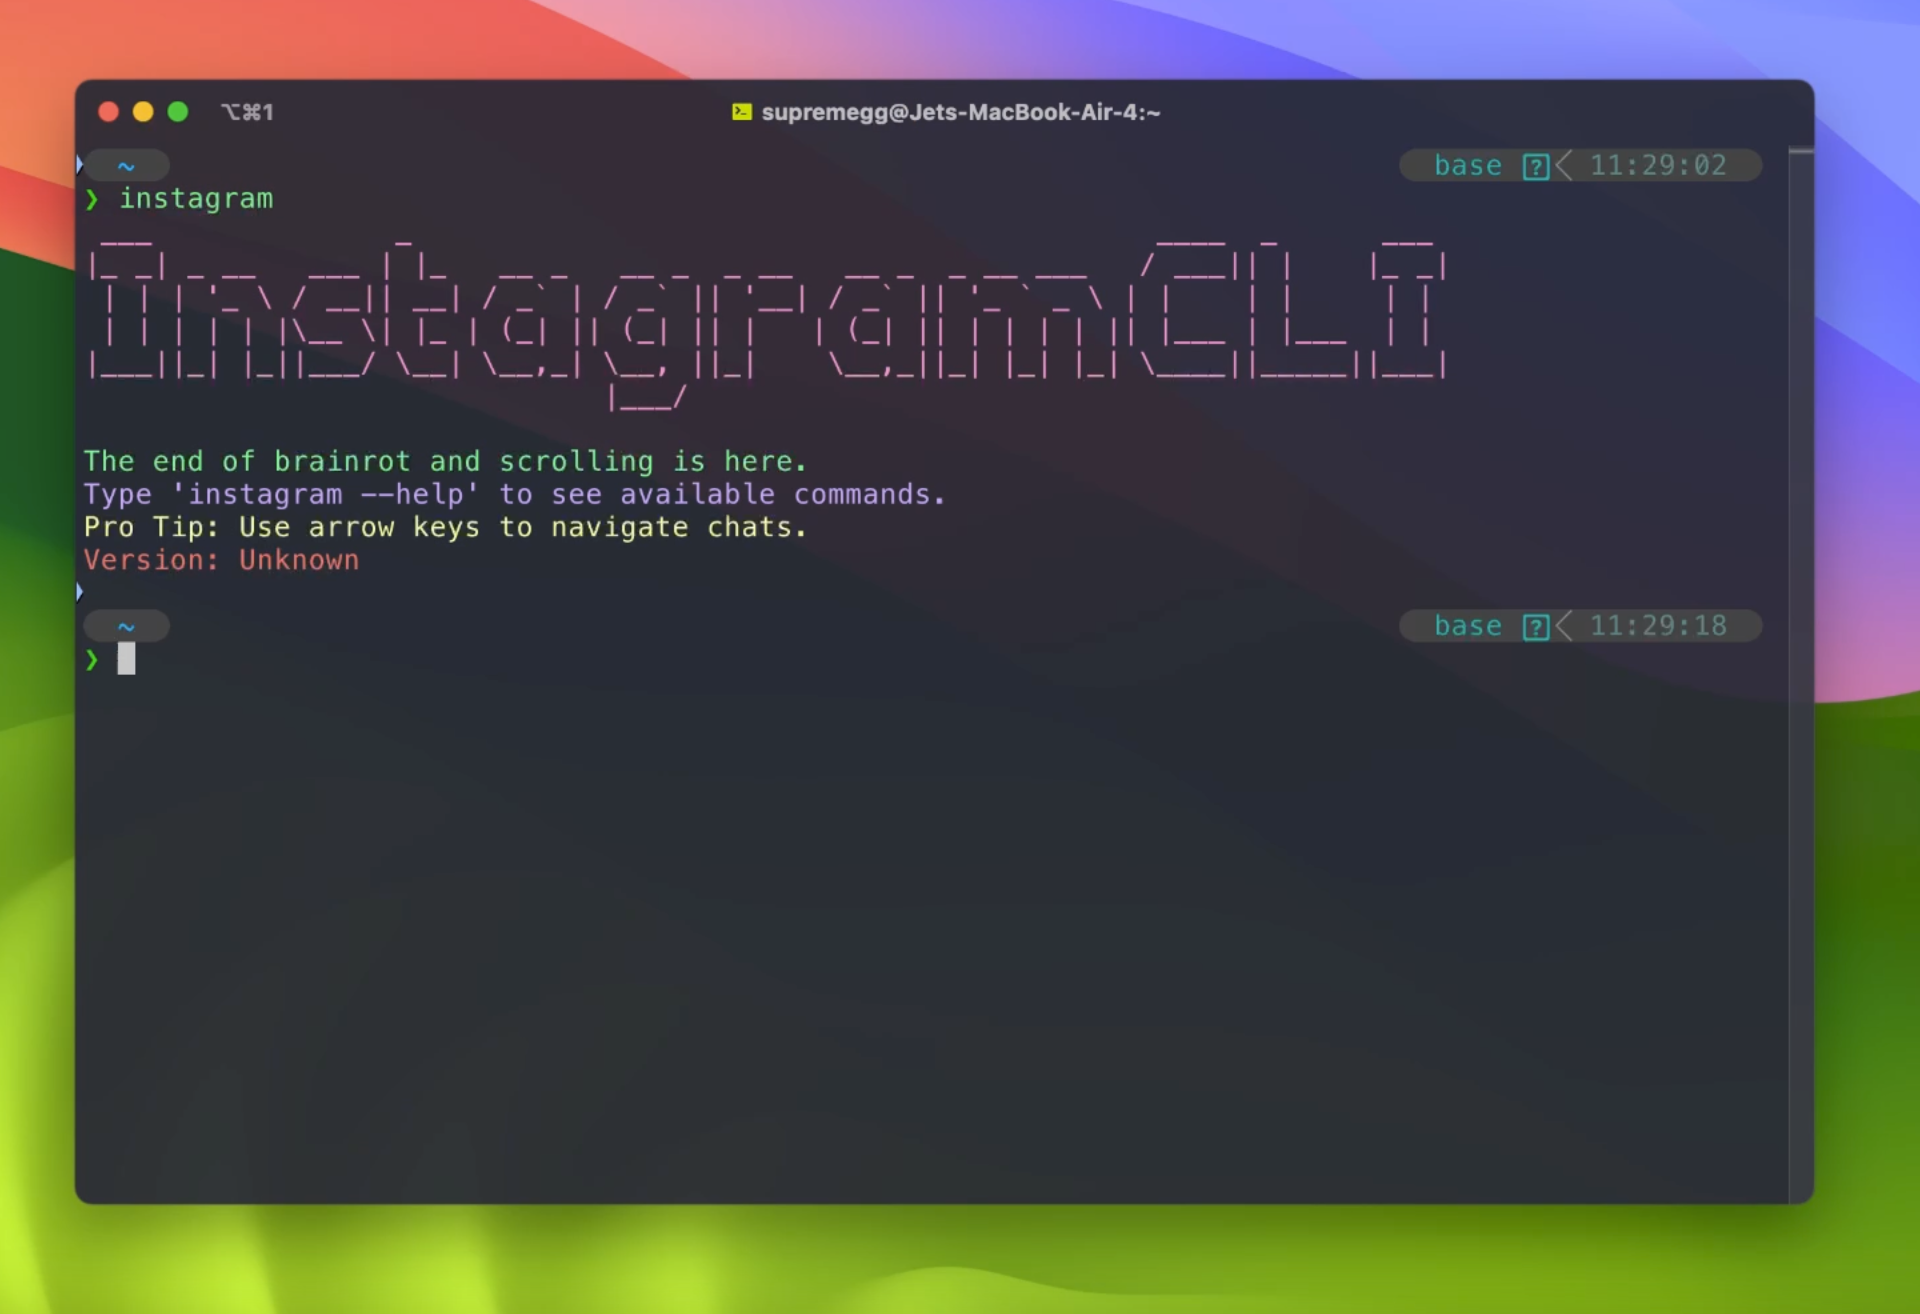 ⌥⌘1
supremegg@Jets-MacBook-Air-4:~
~ base 11:29:02
❯ instagram
InstagramCLI
The end of brainrot and scrolling is here.
Type 'instagram --help' to see available commands.
Pro Tip: Use arrow keys to navigate chats.
Version: Unknown
~ base 11:29:18
❯